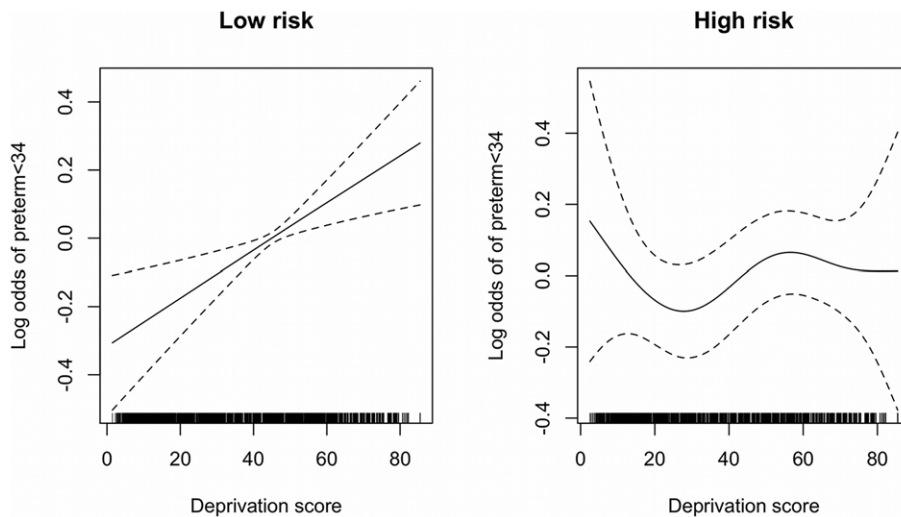 Low risk
High risk
Log odds of preterm<34
0.4
0.2
0.0
-0.2
-0.4
0 20 40 60 80
Deprivation score
Log odds of of preterm<34
0.4
0.2
0.0
-0.2
-0.4
0 20 40 60 80
Deprivation score